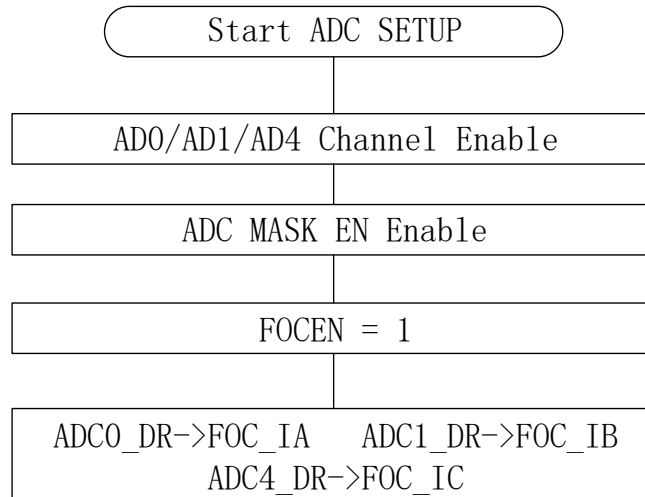 Start ADC SETUP
AD0/AD1/AD4 Channel Enable
ADC MASK EN Enable
FOCEN = 1
ADC0_DR->FOC_IA ADC1_DR->FOC_IB
ADC4_DR->FOC_IC